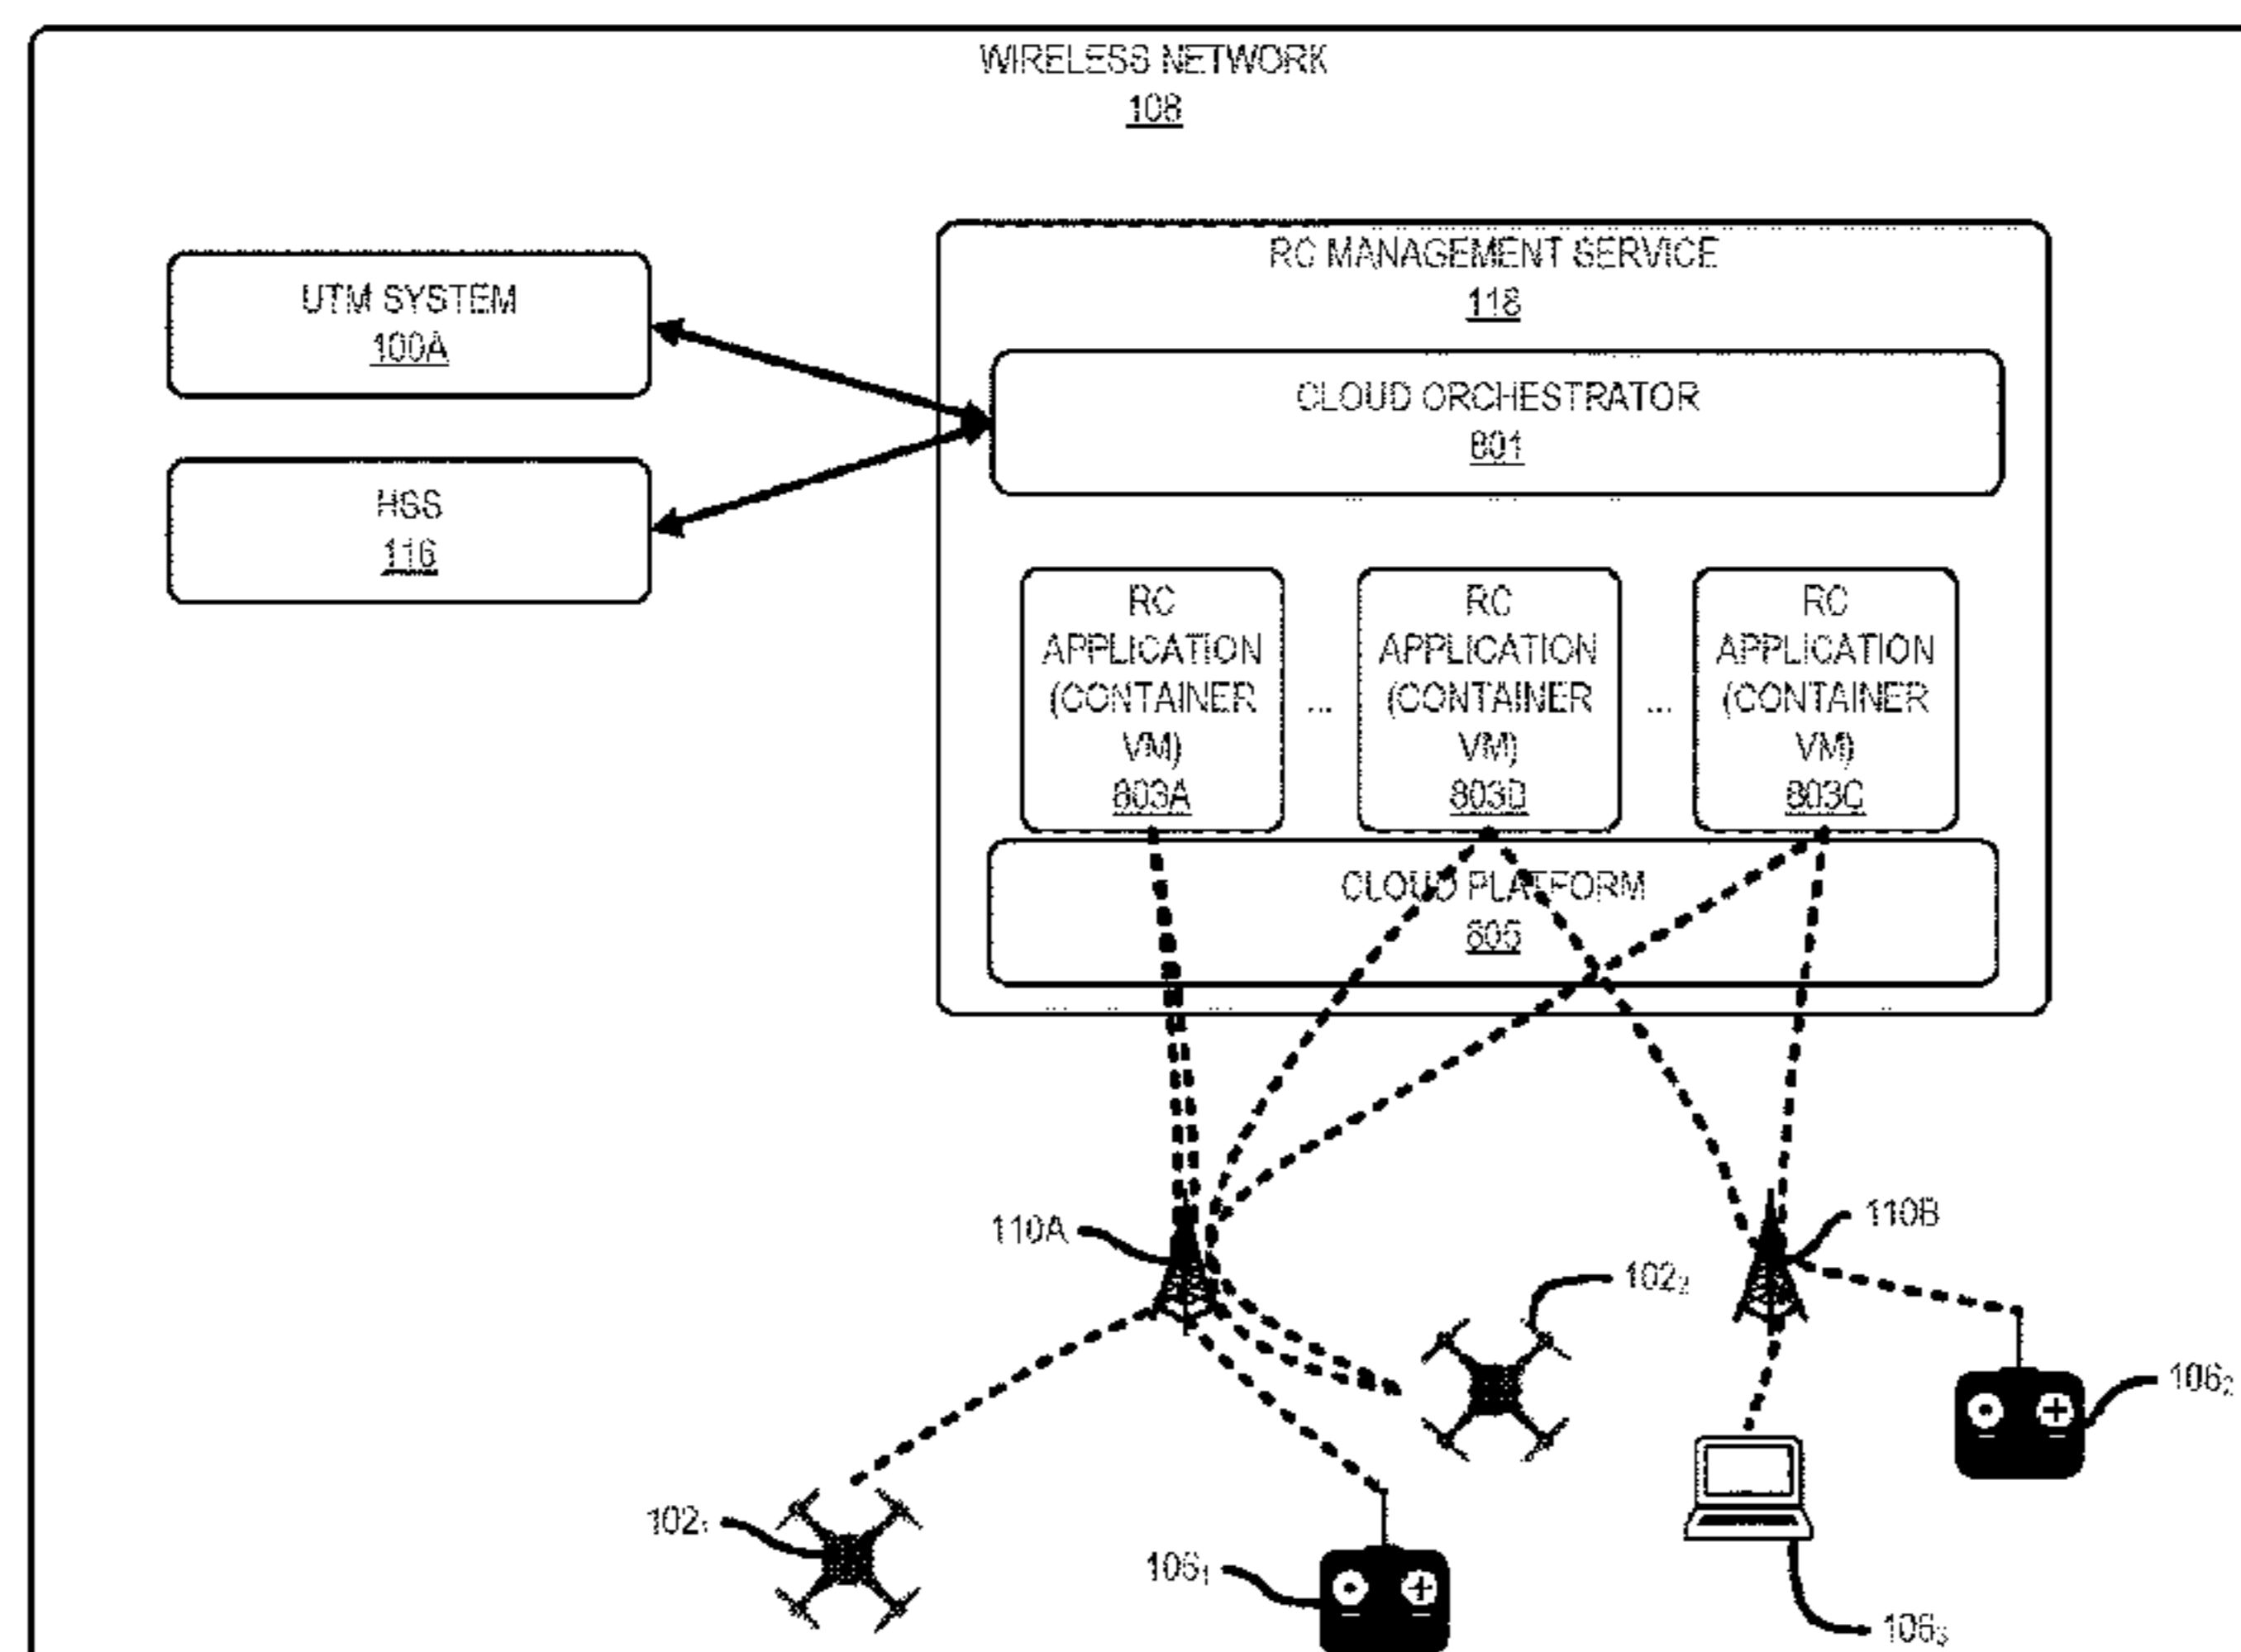 WIRELESS NETWORK
108
UTM SYSTEM
100A
HSS
116
RC MANAGEMENT SERVICE
118
CLOUD ORCHESTRATOR
801
RC
APPLICATION
(CONTAINER
VM)
803A
...
RC
APPLICATION
(CONTAINER
VM)
803B
...
RC
APPLICATION
(CONTAINER
VM)
803C
CLOUD PLATFORM
805
110A
110B
102₂
106₂
102₁
106₁
106₃